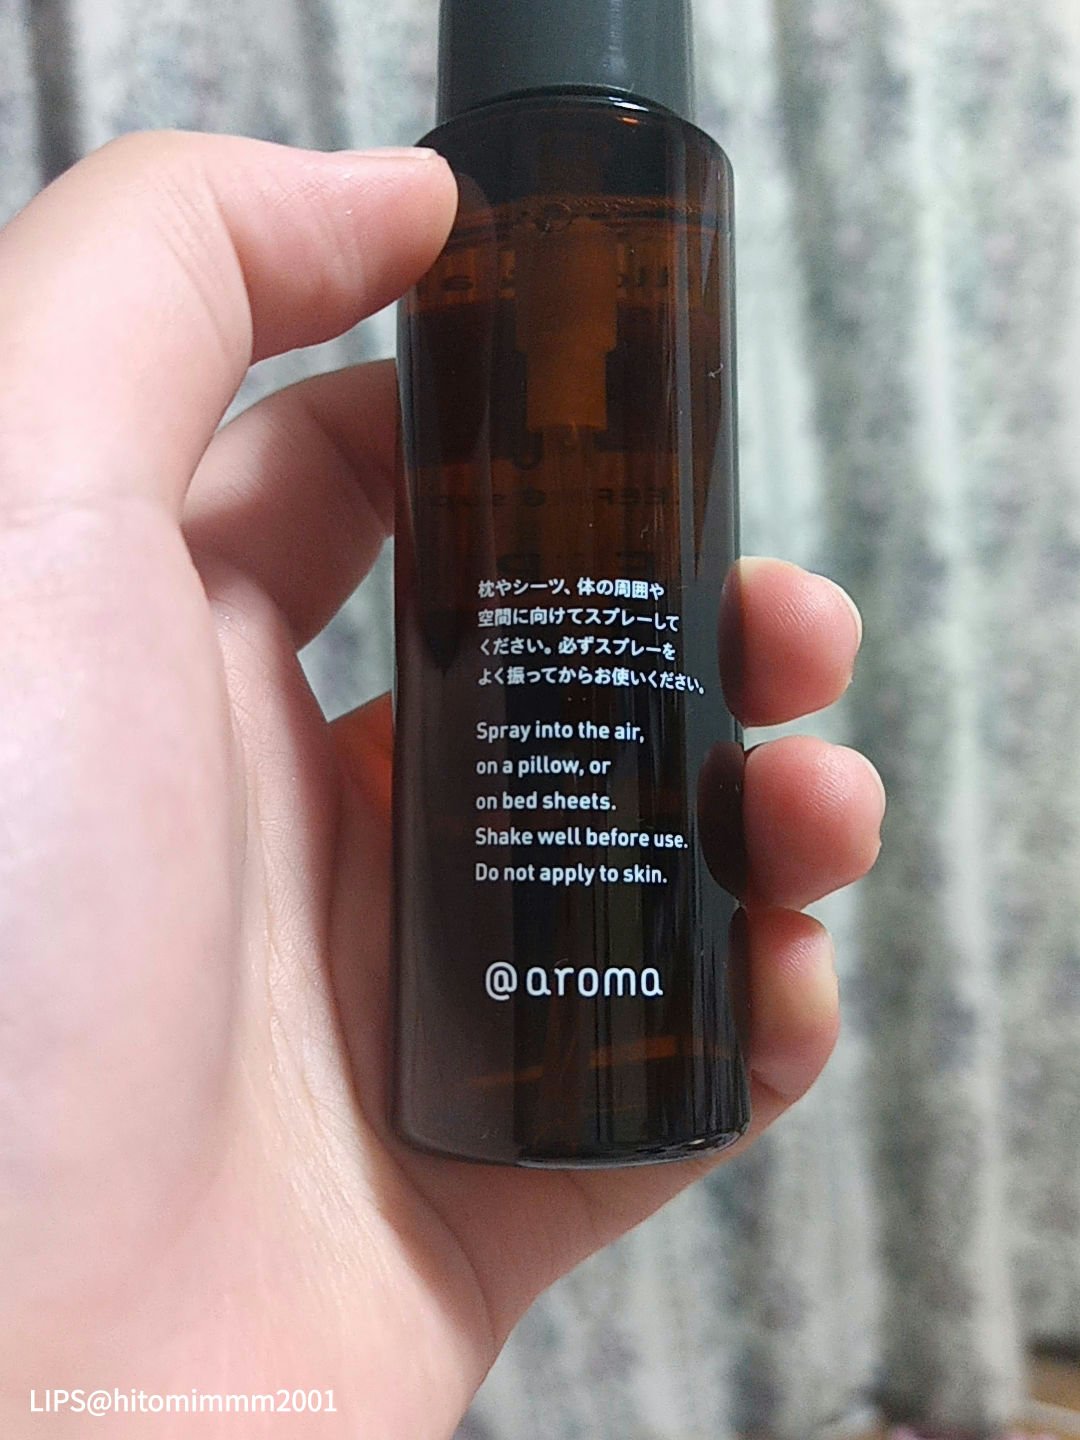 枕やシーツ、体の周囲や
空間に向けてスプレーして
ください。必ずスプレーを
よく振ってからお使いください。
Spray into the air,
on a pillow, or
on bed sheets.
Shake well before use.
Do not apply to skin.
@aroma
LIPS@hitomimmm2001